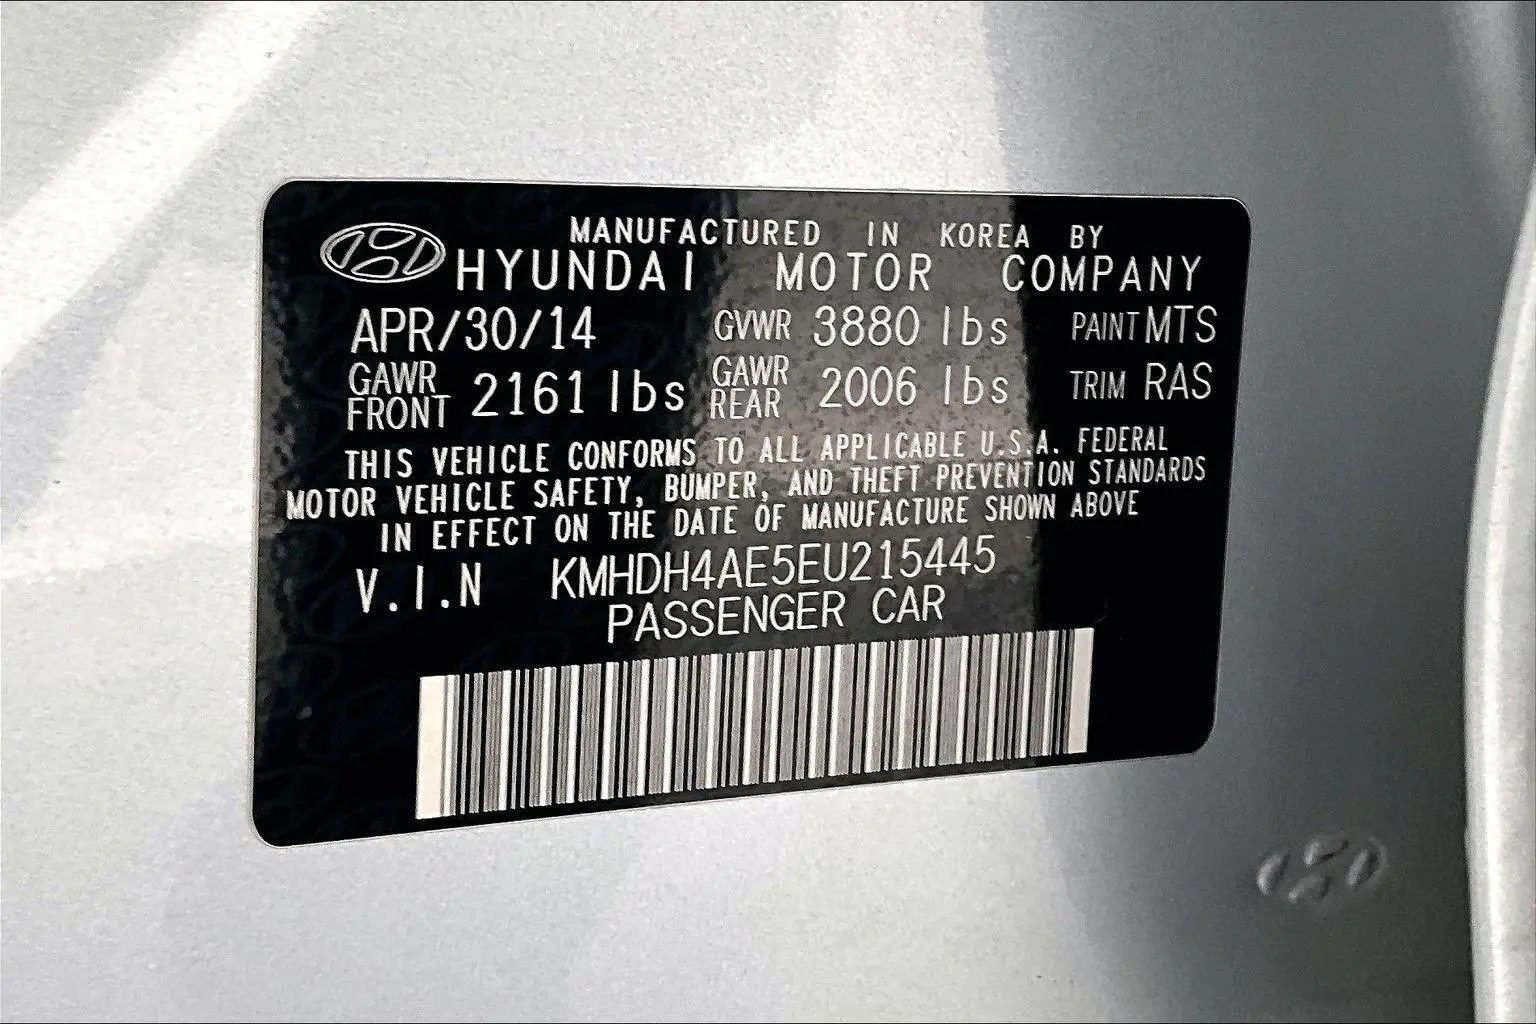 MANUFACTURED IN KOREA BY
HYUNDAI MOTOR COMPANY
APR/30/14 GVWR 3880 lbs PAINT MTS
GAWR FRONT 2161 lbs GAWR REAR 2006 lbs TRIM RAS
THIS VEHICLE CONFORMS TO ALL APPLICABLE U.S.A. FEDERAL
MOTOR VEHICLE SAFETY, BUMPER, AND THEFT PREVENTION STANDARDS
IN EFFECT ON THE DATE OF MANUFACTURE SHOWN ABOVE
V.I.N KMHDH4AE5EU215445
PASSENGER CAR